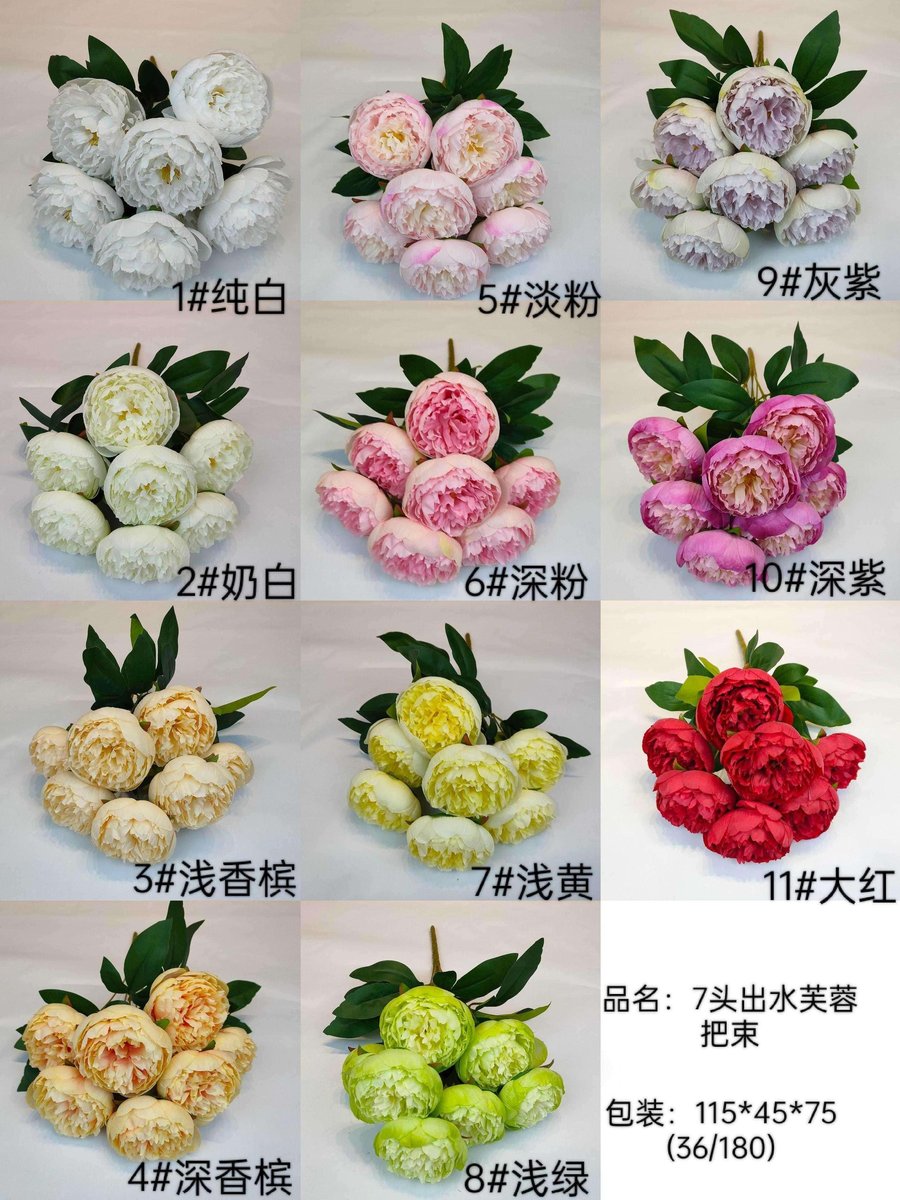 1#纯白
5#淡粉
9#灰紫
2#奶白
6#深粉
10#深紫
3#浅香槟
7#浅黄
11#大红
4#深香槟
8#浅绿
品名：7头出水芙蓉
把束
包装：115*45*75
(36/180)